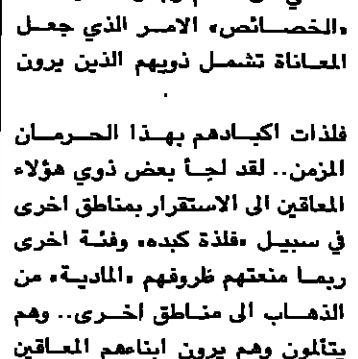 «الخصائص» الامر الذي جعل
المعاناة تشمل ذويهم الذين يرون
فلذات اكبادهم بهذا الحرمان
المزمن.. لقد لجأ بعض ذوي هؤلاء
المعاقين الى الاستقرار بمناطق اخرى
في سبيل «فلذة كبده» وفئة اخرى
ربما منعتهم ظروفهم «المادية» من
الذهاب الى مناطق اخرى.. وهم
يتألمون وهم يرون ابناءهم المعاقين